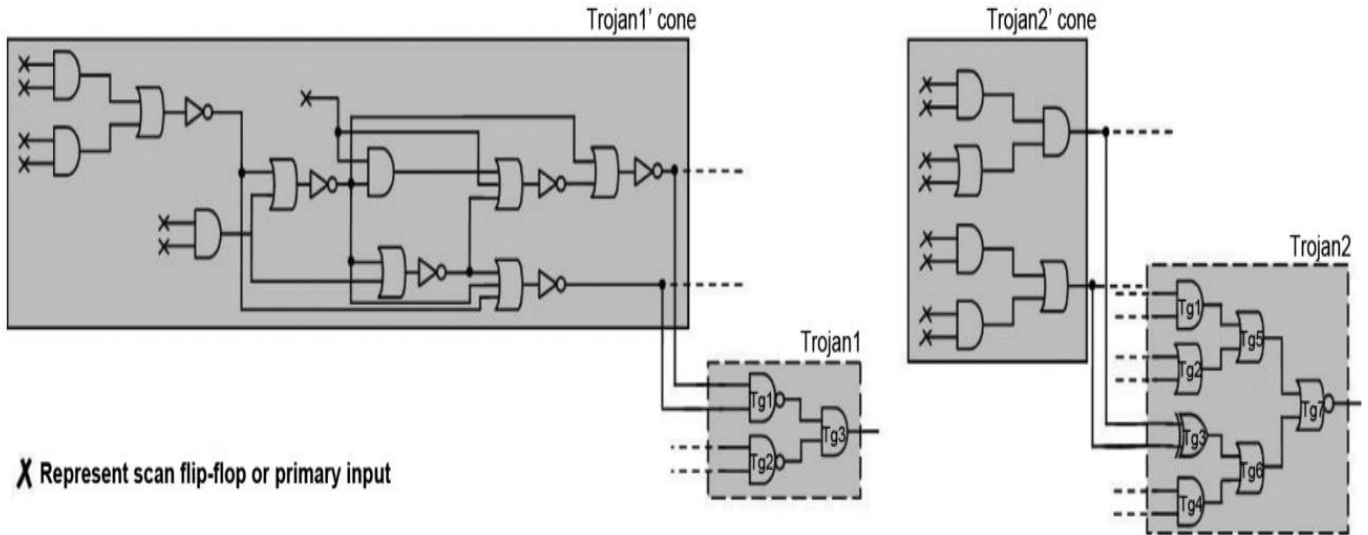 Trojan1’ cone
Trojan2’ cone
Trojan2
Tg1
Tg5
Tg2
Tg7
Tg3
Tg6
Tg4
Trojan1
Tg1
Tg3
Tg2
X Represent scan flip-flop or primary input